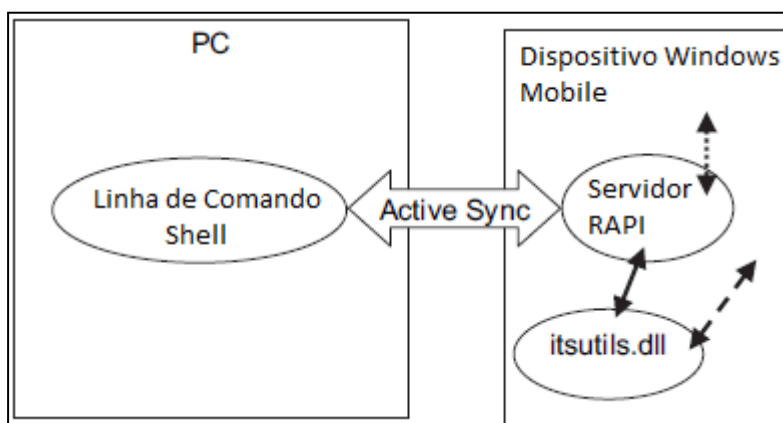 PC
Linha de Comando
Shell
Active Sync
Dispositivo Windows
Mobile
Servidor
RAPI
itsutils.dll